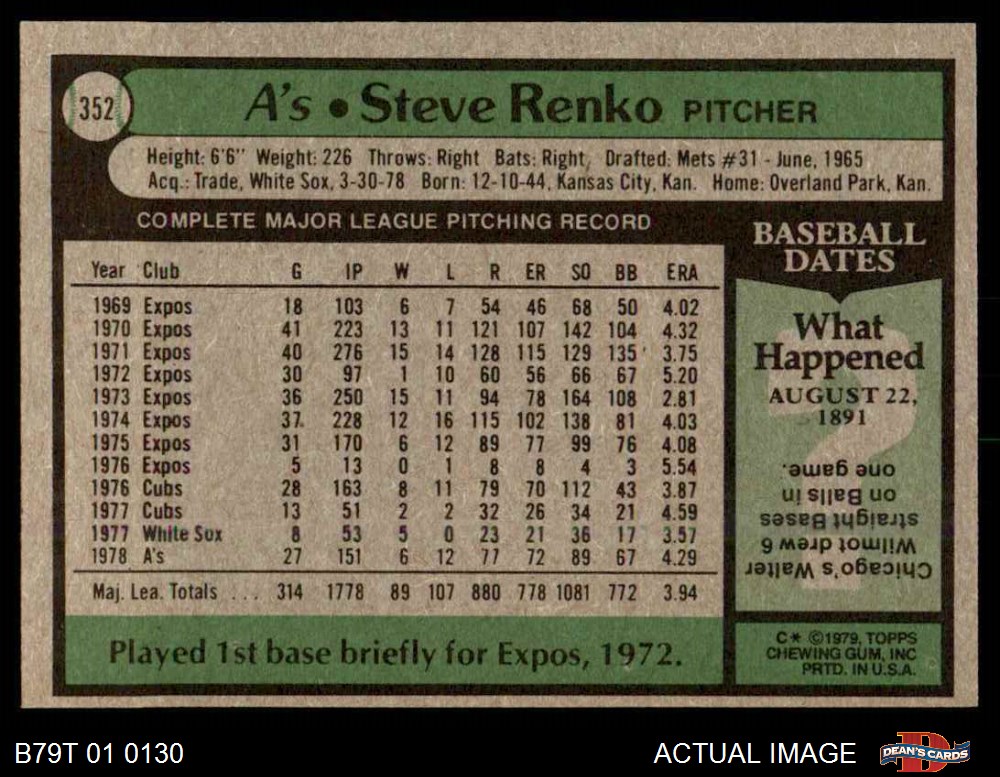 352
A's • Steve Renko PITCHER
Height: 6'6" Weight: 226 Throws: Right Bats: Right, Drafted: Mets #31 - June, 1965
Acq.: Trade, White Sox, 3-30-78 Born: 12-10-44, Kansas City, Kan. Home: Overland Park, Kan.
COMPLETE MAJOR LEAGUE PITCHING RECORD
Year Club G IP W L R ER SO BB ERA
1969 Expos 18 103 6 7 54 46 68 50 4.02
1970 Expos 41 223 13 11 121 107 142 104 4.32
1971 Expos 40 276 15 14 128 115 129 135 3.75
1972 Expos 30 97 1 10 60 56 66 67 5.20
1973 Expos 36 250 15 11 94 78 164 108 2.81
1974 Expos 37 228 12 16 115 102 138 81 4.03
1975 Expos 31 170 6 12 89 77 99 76 4.08
1976 Expos 5 13 0 1 8 8 4 3 5.54
1976 Cubs 28 163 8 11 79 70 112 43 3.87
1977 Cubs 13 51 2 2 32 26 34 21 4.59
1977 White Sox 8 53 5 0 23 21 36 17 3.57
1978 A's 27 151 6 12 77 72 89 67 4.29
Maj. Lea. Totals ... 314 1778 89 107 880 778 1081 772 3.94
Played 1st base briefly for Expos, 1972.
BASEBALL
DATES
What
Happened
AUGUST 22,
1891
Chicago's Walter
Wilmot drew 6
straight Bases
on Balls in
one game.
C* ©1979, TOPPS
CHEWING GUM, INC
PRTD. IN U.S.A.
B79T 01 0130
ACTUAL IMAGE
D
DEAN'S CARDS